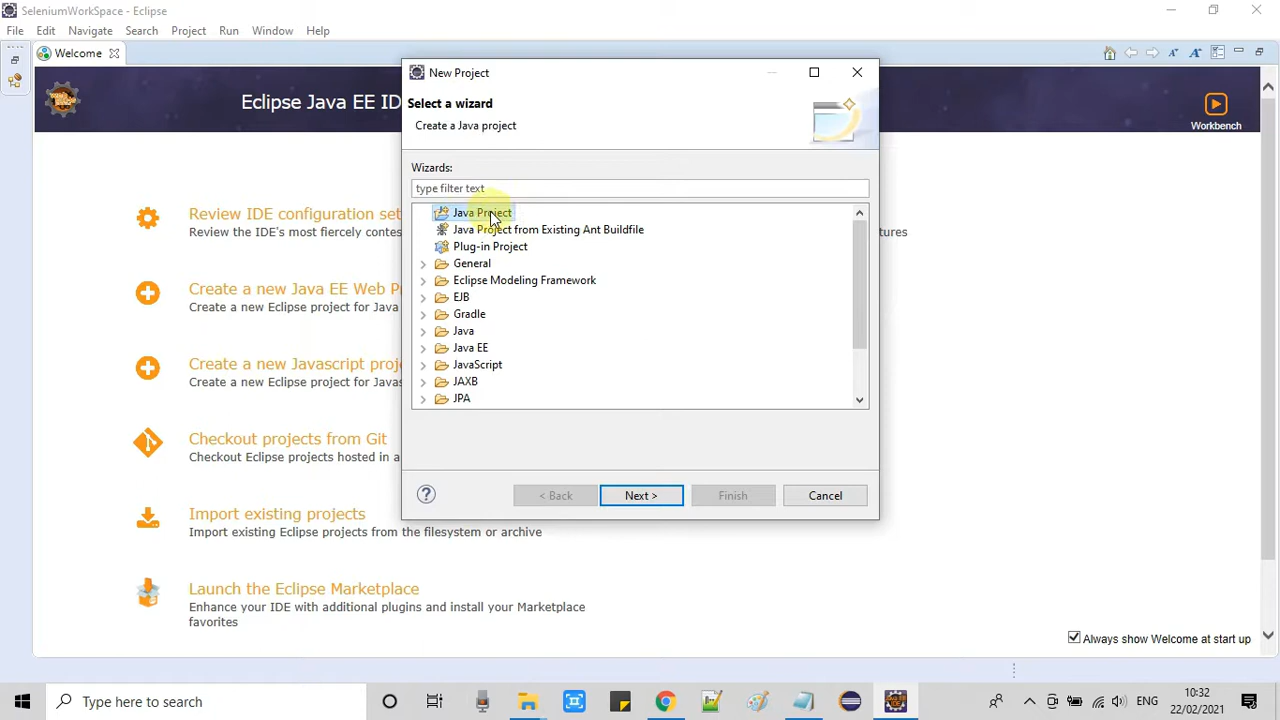 SeleniumWorkSpace - Eclipse
File Edit Navigate Search Project Run Window Help
Welcome
Eclipse Java EE ID
Workbench
New Project
Select a wizard
Create a Java project
Wizards:
type filter text
Java Project
Java Project from Existing Ant Buildfile
Plug-in Project
General
Eclipse Modeling Framework
EJB
Gradle
Java
Java EE
JavaScript
JAXB
JPA
< Back Next > Finish Cancel
Review IDE configuration set
Review the IDE's most fiercely contes
tures
Create a new Java EE Web P
Create a new Eclipse project for Java
Create a new Javascript proj
Create a new Eclipse project for Javas
Checkout projects from Git
Checkout Eclipse projects hosted in a
Import existing projects
Import existing Eclipse projects from the filesystem or archive
Launch the Eclipse Marketplace
Enhance your IDE with additional plugins and install your Marketplace
favorites
Always show Welcome at start up
Type here to search
ENG
10:32
22/02/2021